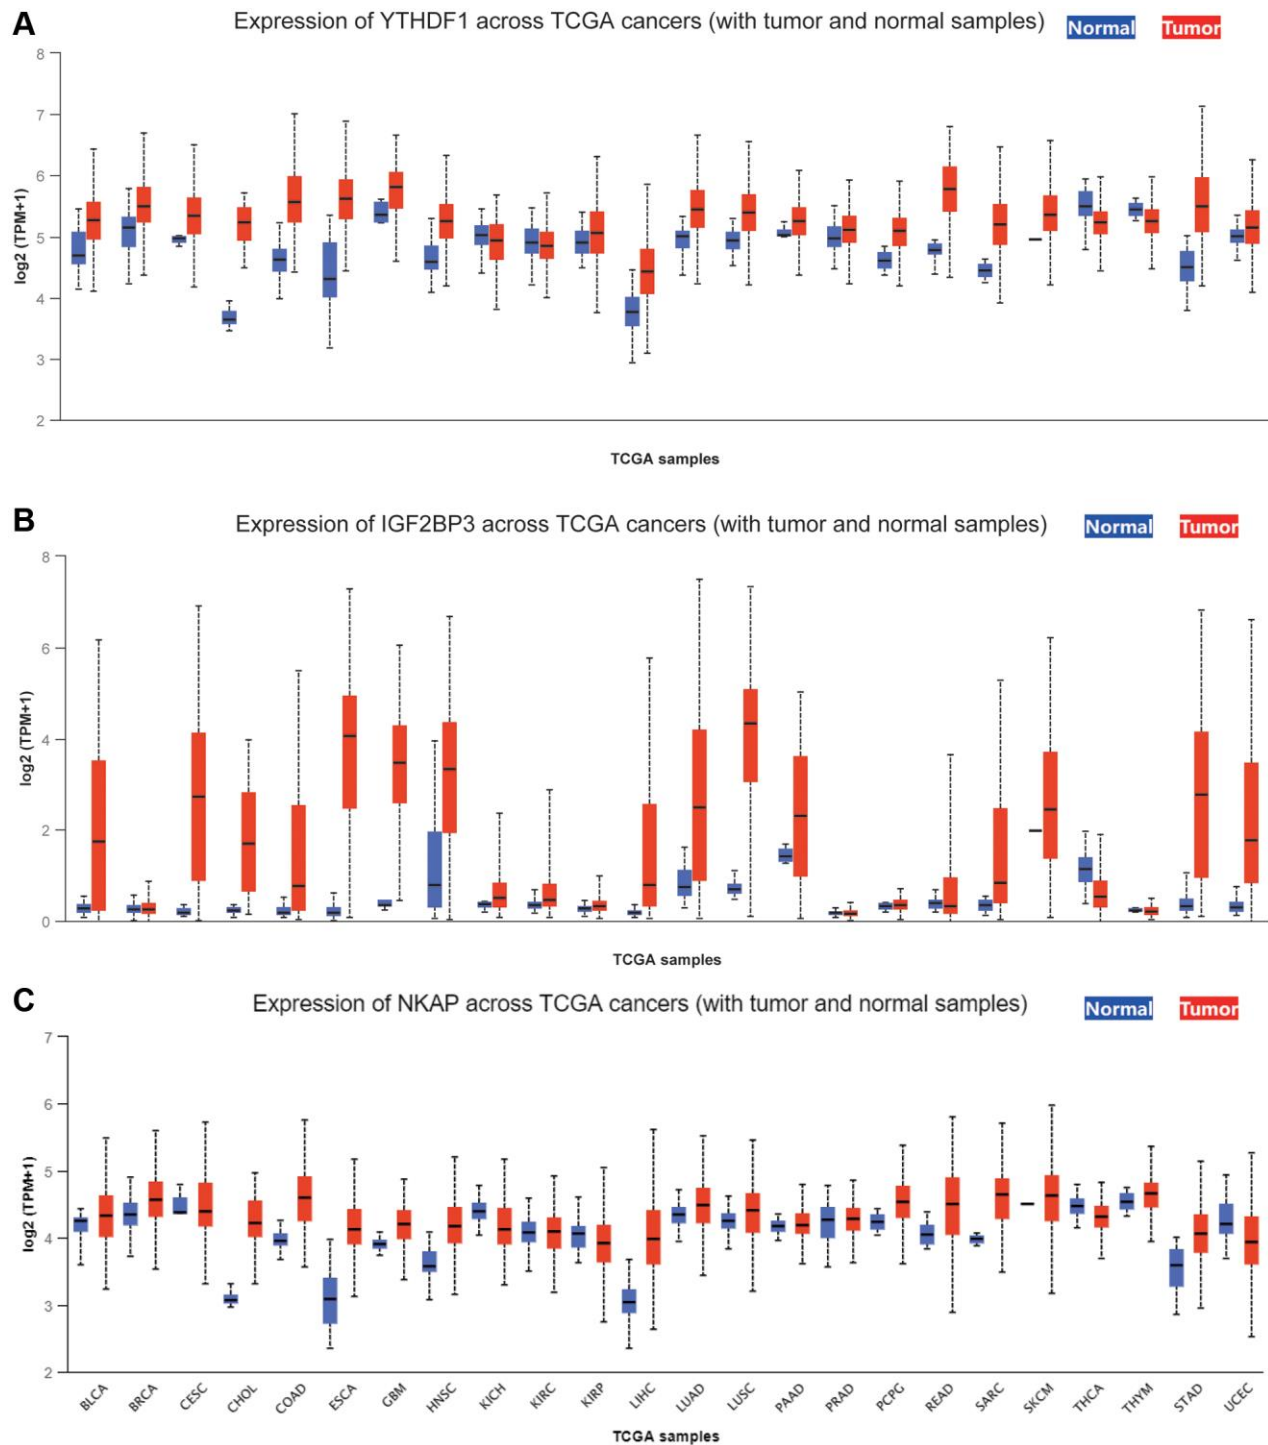 A
Expression of YTHDF1 across TCGA cancers (with tumor and normal samples)
Normal Tumor
log2 (TPM+1)
8
7
6
5
4
3
2
TCGA samples
B
Expression of IGF2BP3 across TCGA cancers (with tumor and normal samples)
Normal Tumor
log2 (TPM+1)
8
6
4
2
0
TCGA samples
C
Expression of NKAP across TCGA cancers (with tumor and normal samples)
Normal Tumor
log2 (TPM+1)
7
6
5
4
3
2
BLCA BRCA CESC CHOL COAD ESCA GBM HNSC KICH KIRC KIRP LIHC LUAD LUSC PAAD PRAD PCPG READ SARC SKCM THCA THYM STAD UCEC
TCGA samples